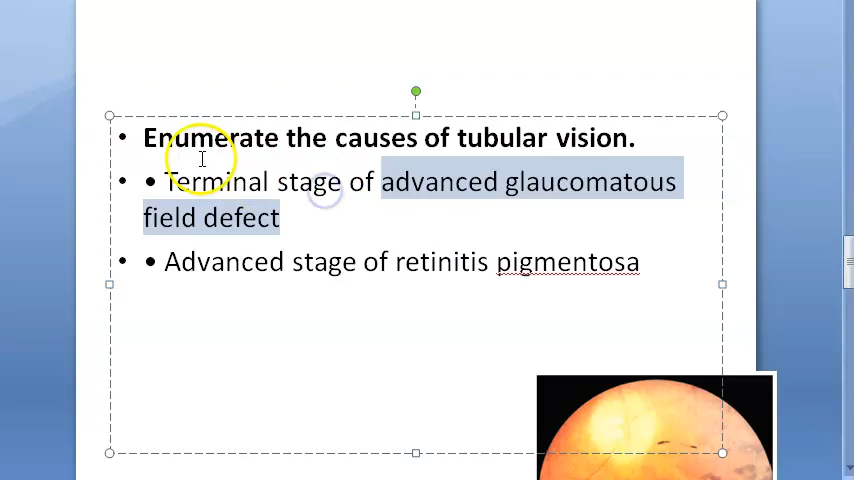 • Enumerate the causes of tubular vision.
• • Terminal stage of advanced glaucomatous
field defect
• • Advanced stage of retinitis pigmentosa